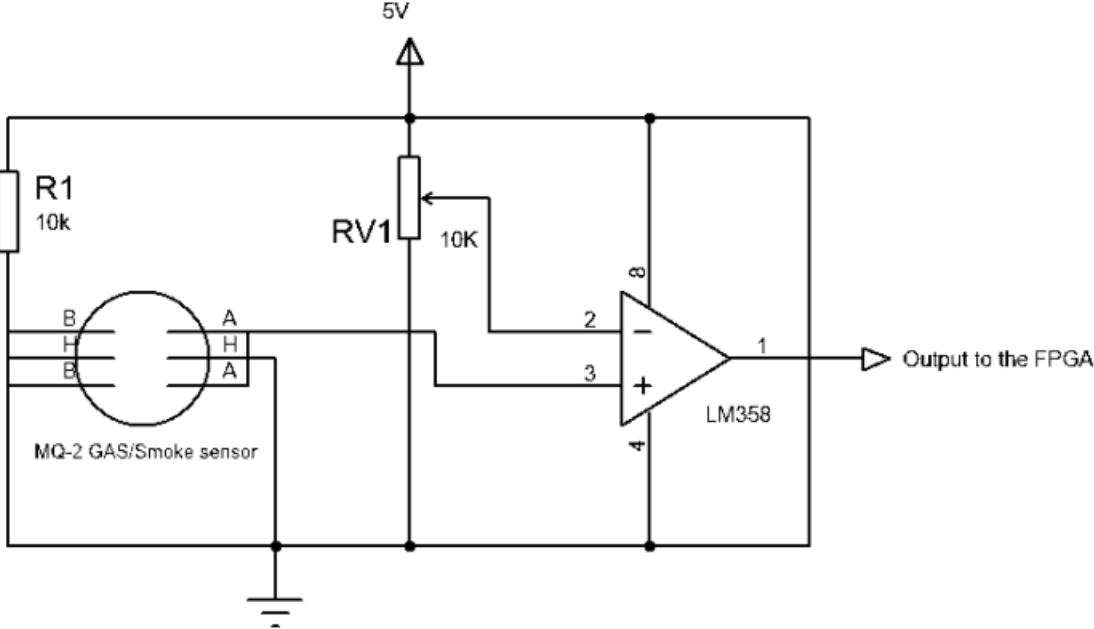 5V
R1
10k
RV1
10K
B
H
B
A
H
A
MQ-2 GAS/Smoke sensor
2
3
8
4
1
LM358
Output to the FPGA